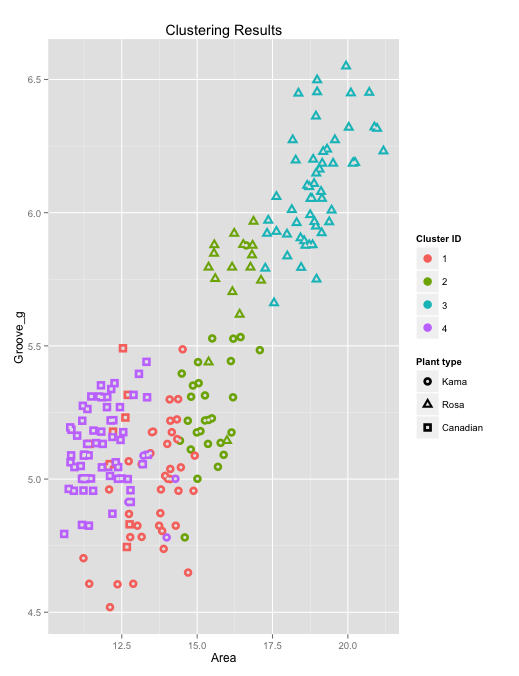 Clustering Results
Groove_g
6.5
6.0
5.5
5.0
4.5
12.5
15.0
17.5
20.0
Area
Cluster ID
1
2
3
4
Plant type
Kama
Rosa
Canadian